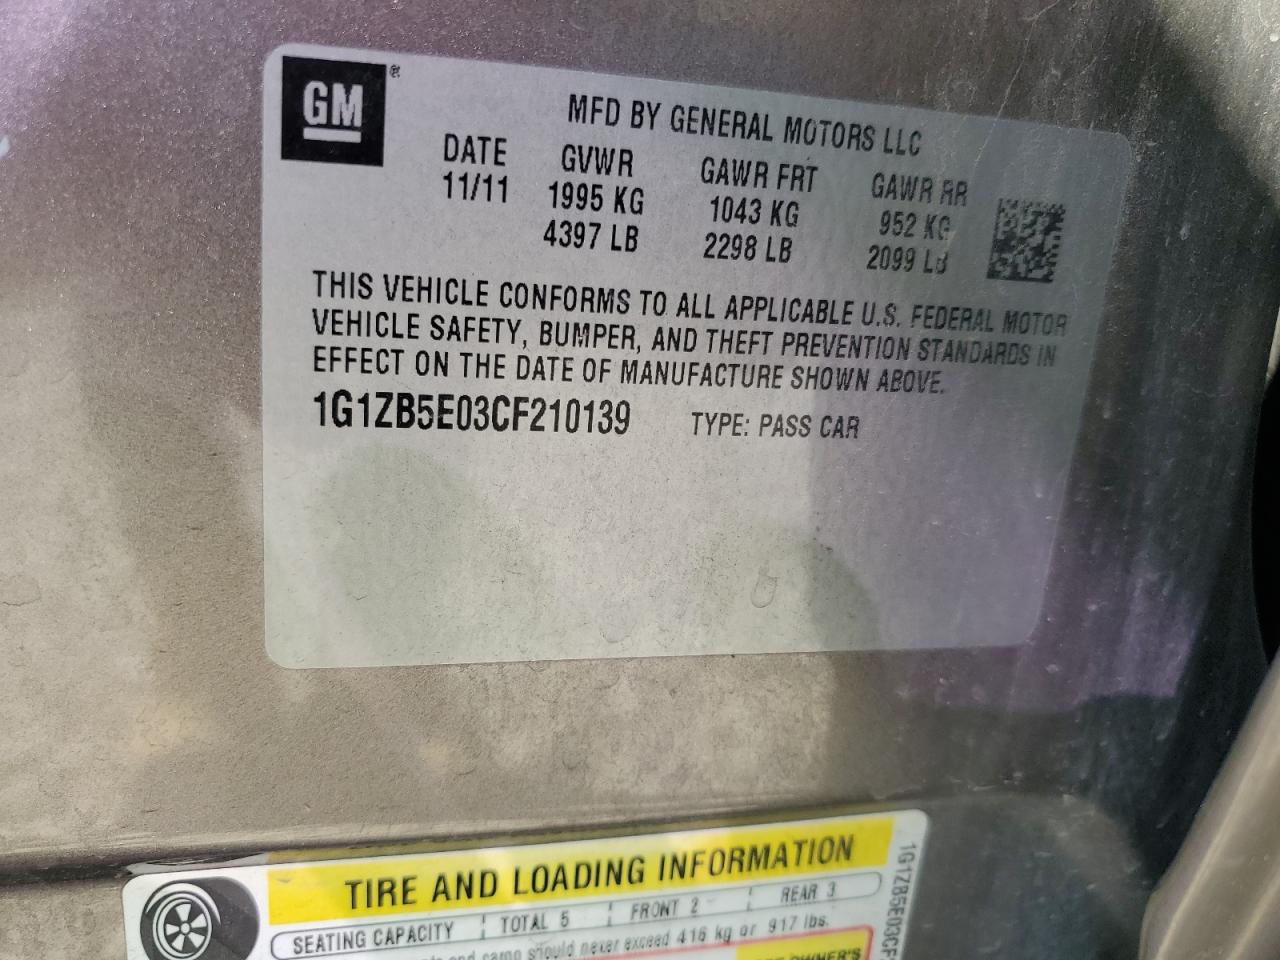 GM ®
MFD BY GENERAL MOTORS LLC
DATE GVWR GAWR FRT GAWR RR
11/11 1995 KG 1043 KG 952 KG
4397 LB 2298 LB 2099 LB
THIS VEHICLE CONFORMS TO ALL APPLICABLE U.S. FEDERAL MOTOR
VEHICLE SAFETY, BUMPER, AND THEFT PREVENTION STANDARDS IN
EFFECT ON THE DATE OF MANUFACTURE SHOWN ABOVE.
1G1ZB5E03CF210139 TYPE: PASS CAR
TIRE AND LOADING INFORMATION
SEATING CAPACITY TOTAL 5 FRONT 2 REAR 3
should never exceed 416 kg or 917 lbs.
OWNER'S
1G1ZB5E03CF